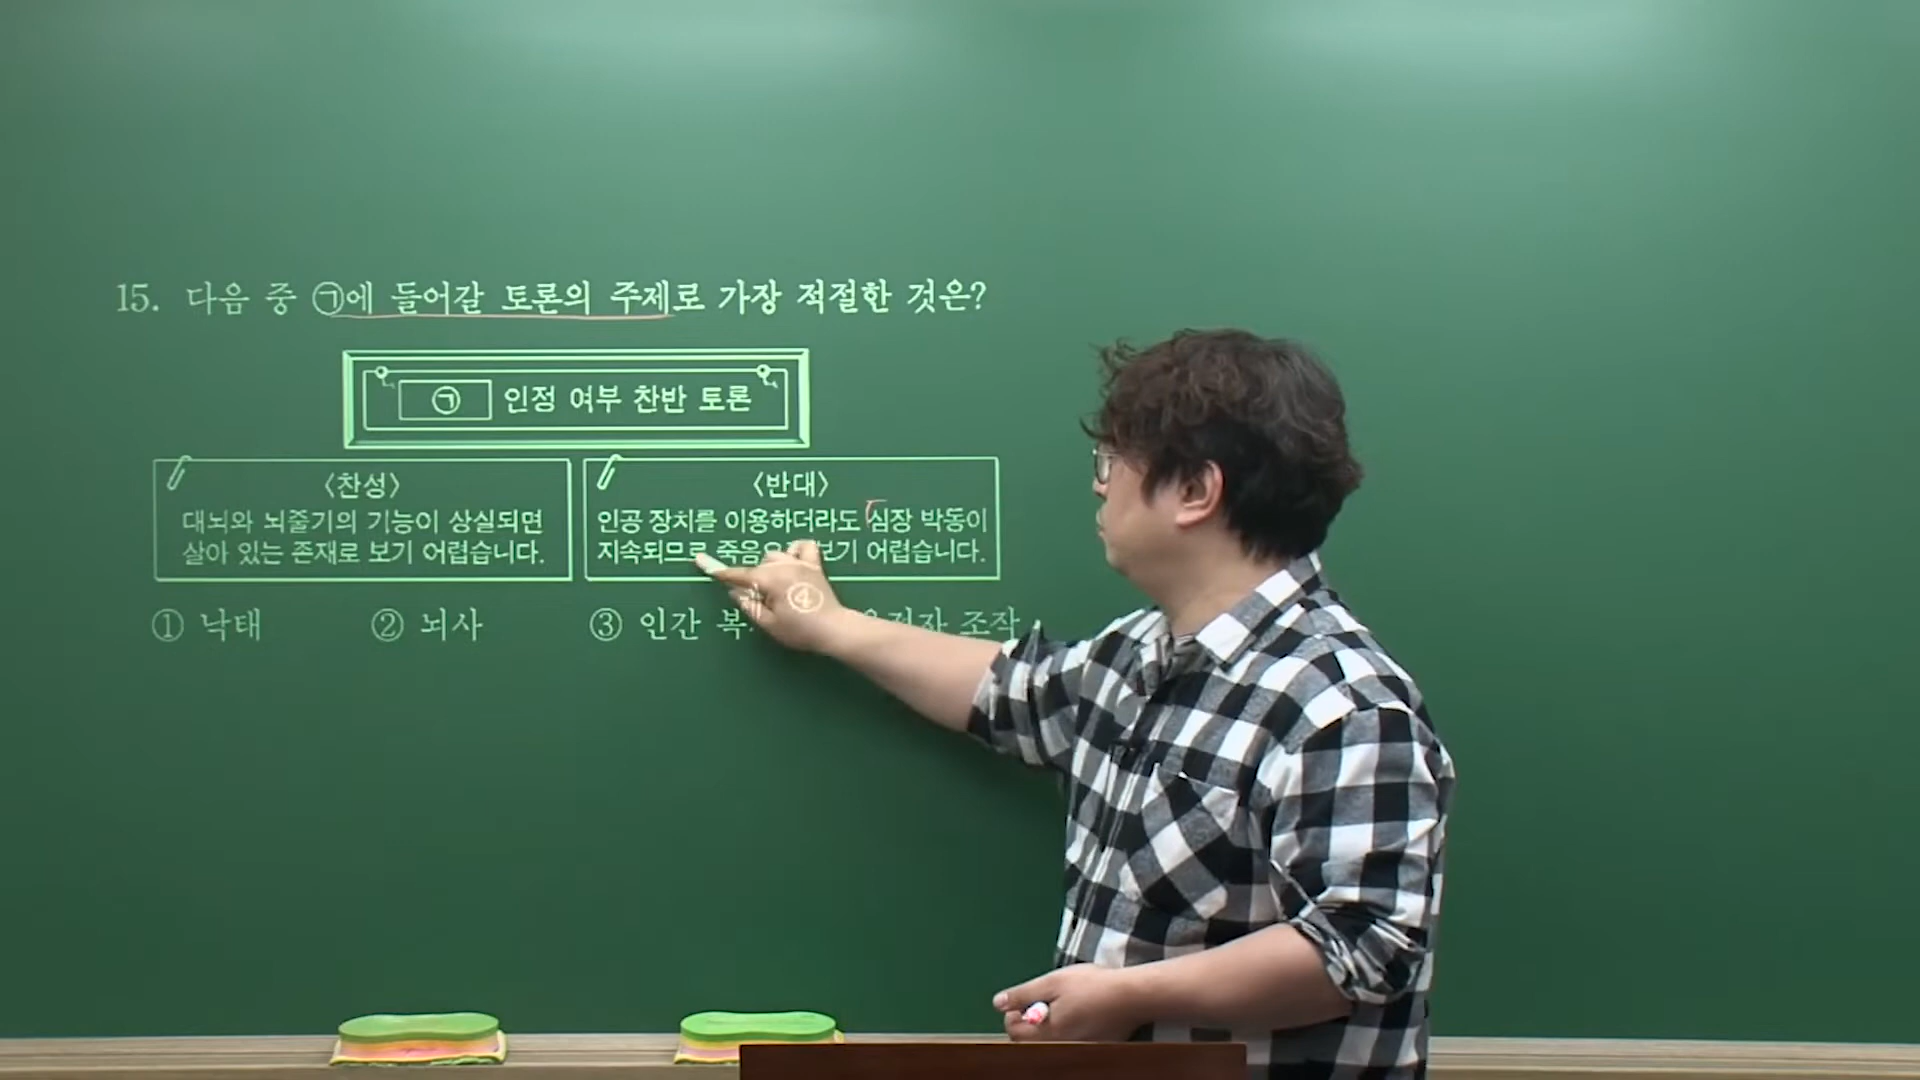 15. 다음 중 ㉠에 들어갈 토론의 주제로 가장 적절한 것은?
㉠ 인정 여부 찬반 토론
〈찬성〉
대뇌와 뇌줄기의 기능이 상실되면
살아 있는 존재로 보기 어렵습니다.
〈반대〉
인공 장치를 이용하더라도 심장 박동이
지속되므로 죽음으로 보기 어렵습니다.
① 낙태 ② 뇌사 ③ 인간 복제 ④ 유전자 조작